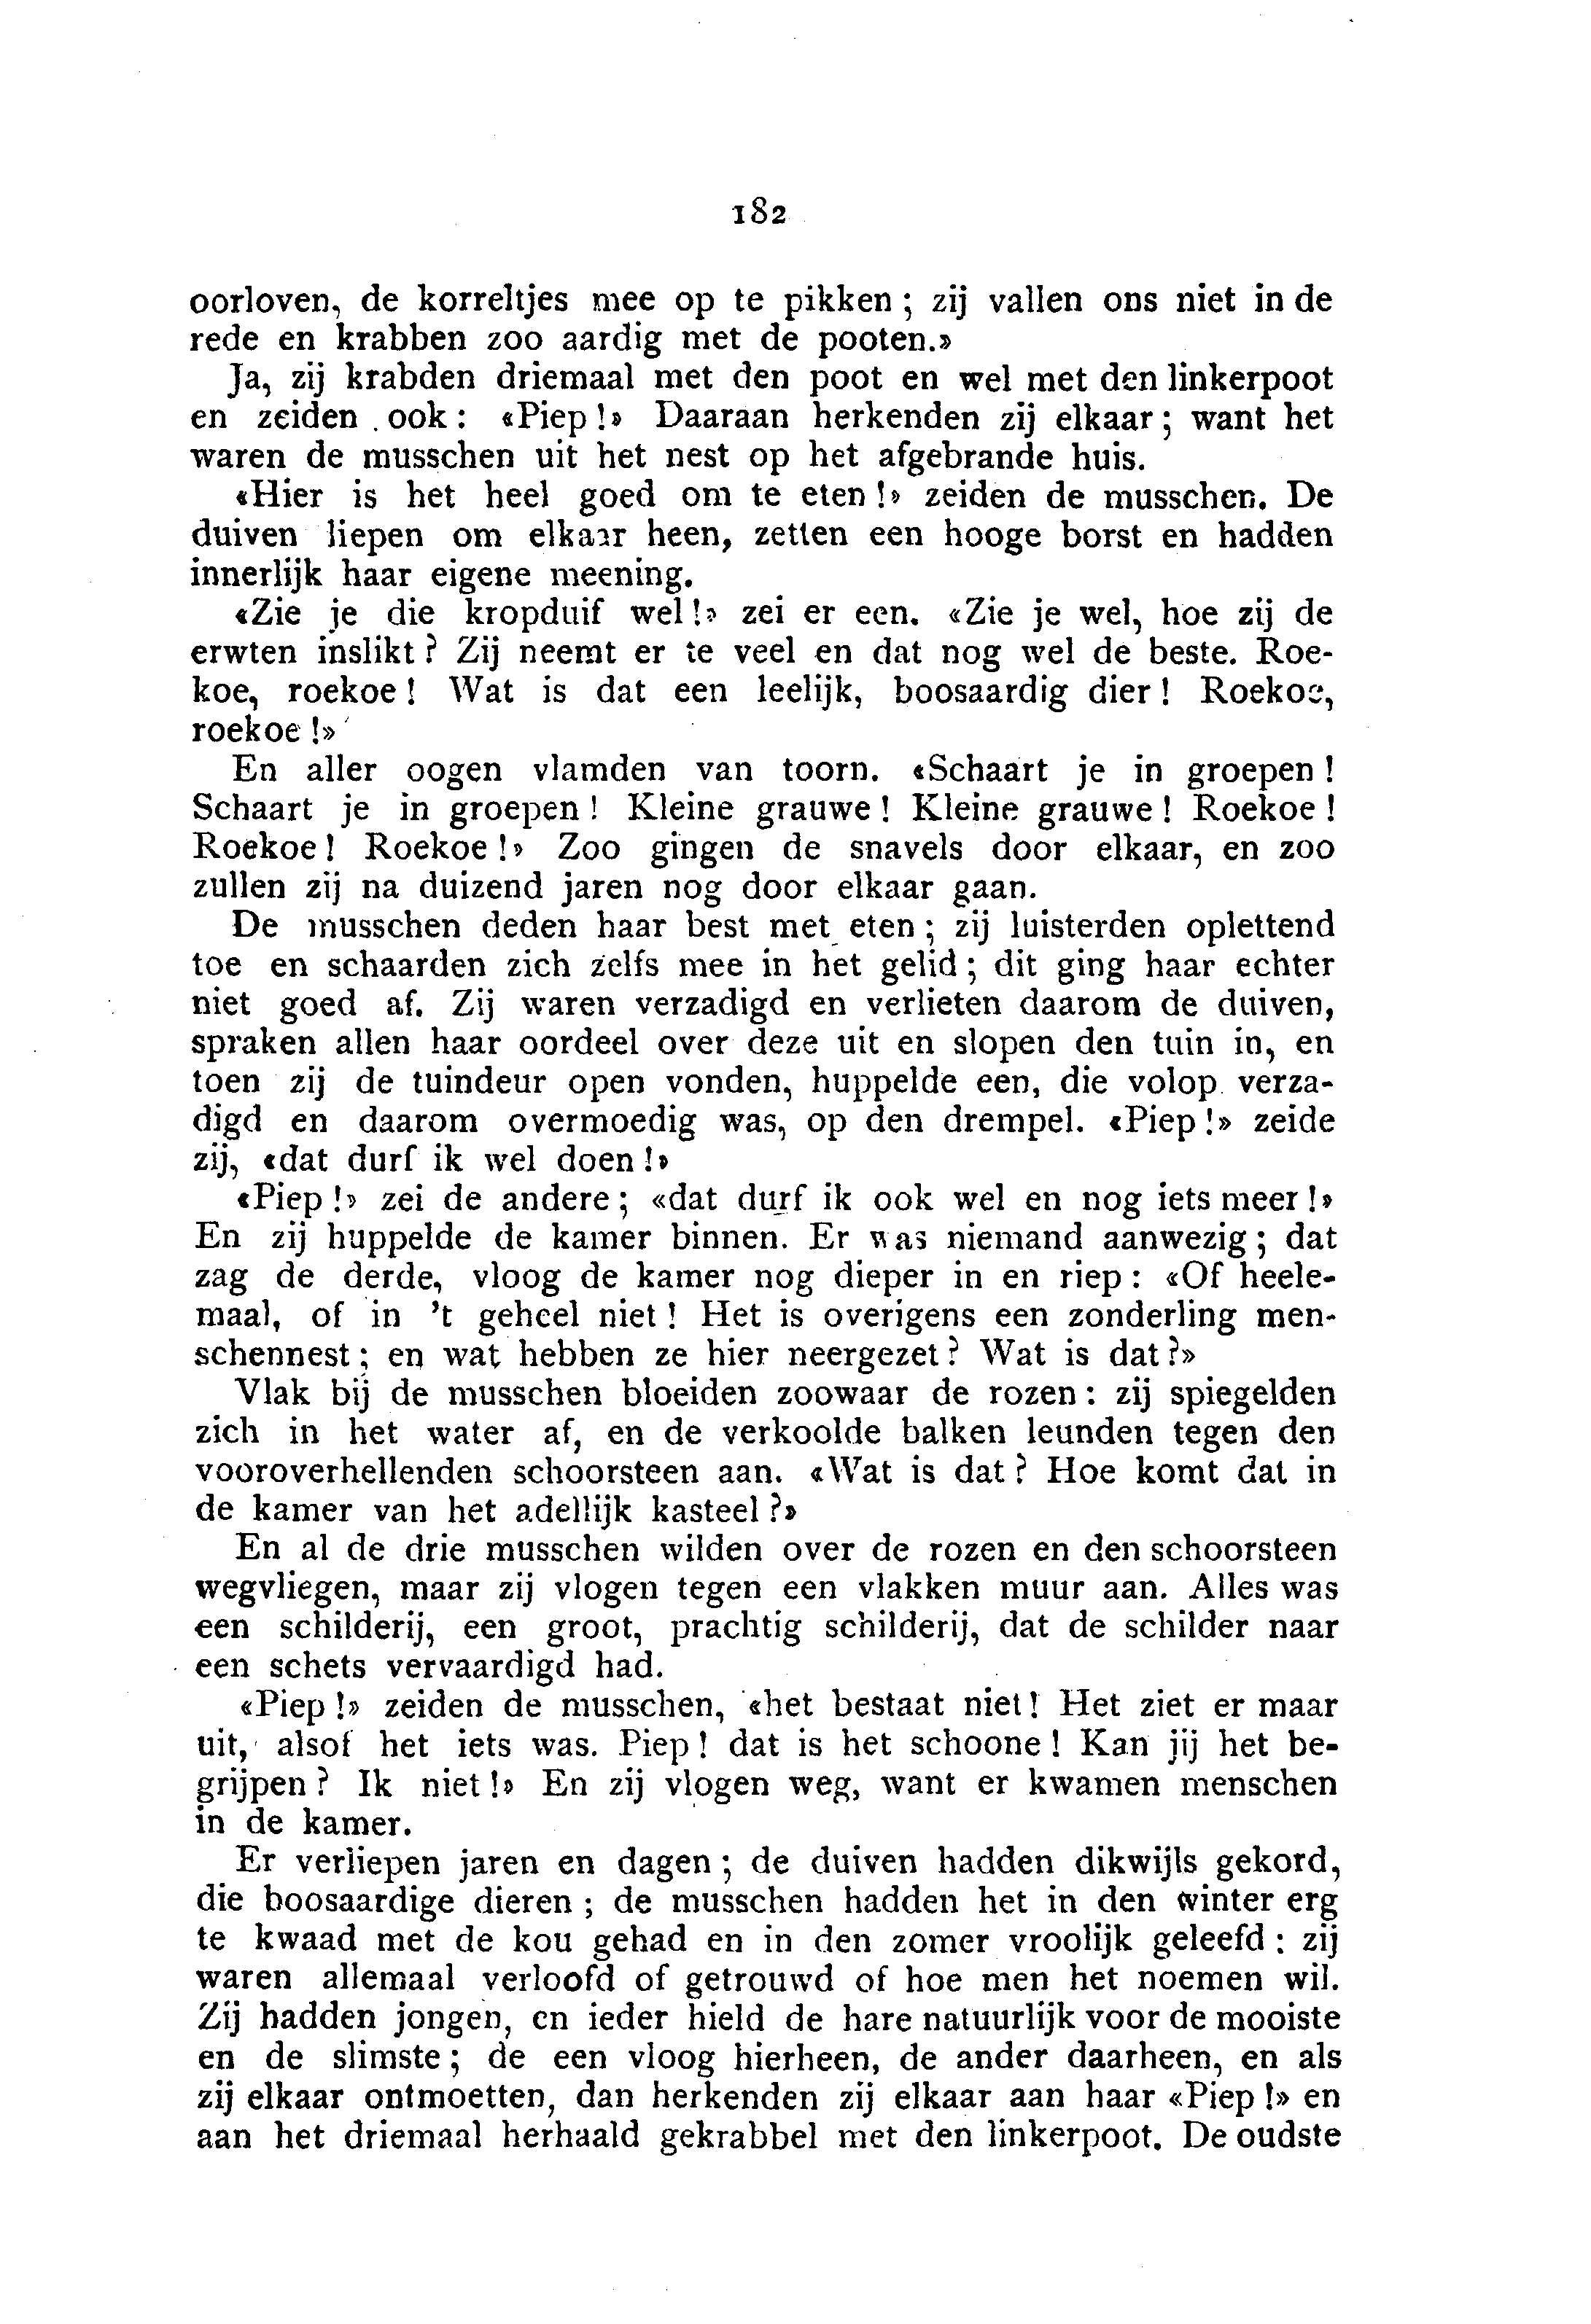 182
oorloven, de korreltjes mee op te pikken ; zij vallen ons niet in de
rede en krabben zoo aardig met de pooten.»
Ja, zij krabden driemaal met den poot en wel met den linkerpoot
en zeiden ook : «Piep !» Daaraan herkenden zij elkaar ; want het
waren de musschen uit het nest op het afgebrande huis.
«Hier is het heel goed om te eten !» zeiden de musschen. De
duiven liepen om elkaar heen, zetten een hooge borst en hadden
innerlijk haar eigene meening.
«Zie je die kropduif wel !» zei er een. «Zie je wel, hoe zij de
erwten inslikt ? Zij neemt er te veel en dat nog wel de beste. Roe-
koe, roekoe ! Wat is dat een leelijk, boosaardig dier ! Roekoe,
roekoe !»
En aller oogen vlamden van toorn. «Schaart je in groepen !
Schaart je in groepen ! Kleine grauwe ! Kleine grauwe ! Roekoe !
Roekoe ! Roekoe !» Zoo gingen de snavels door elkaar, en zoo
zullen zij na duizend jaren nog door elkaar gaan.
De musschen deden haar best met eten ; zij luisterden oplettend
toe en schaarden zich zelfs mee in het gelid ; dit ging haar echter
niet goed af. Zij waren verzadigd en verlieten daarom de duiven,
spraken allen haar oordeel over deze uit en slopen den tuin in, en
toen zij de tuindeur open vonden, huppelde een, die volop verza-
digd en daarom overmoedig was, op den drempel. «Piep !» zeide
zij, «dat durf ik wel doen !»
«Piep !» zei de andere ; «dat durf ik ook wel en nog iets meer !»
En zij huppelde de kamer binnen. Er was niemand aanwezig ; dat
zag de derde, vloog de kamer nog dieper in en riep : «Of heele-
maal, of in 't geheel niet ! Het is overigens een zonderling men-
schennest ; en wat hebben ze hier neergezet ? Wat is dat ?»
Vlak bij de musschen bloeiden zoowaar de rozen : zij spiegelden
zich in het water af, en de verkoolde balken leunden tegen den
vooroverhellenden schoorsteen aan. «Wat is dat ? Hoe komt dat in
de kamer van het adellijk kasteel ?»
En al de drie musschen wilden over de rozen en den schoorsteen
wegvliegen, maar zij vlogen tegen een vlakken muur aan. Alles was
een schilderij, een groot, prachtig schilderij, dat de schilder naar
een schets vervaardigd had.
«Piep !» zeiden de musschen, «het bestaat niet ! Het ziet er maar
uit, alsof het iets was. Piep ! dat is het schoone ! Kan jij het be-
grijpen ? Ik niet !» En zij vlogen weg, want er kwamen menschen
in de kamer.
Er verliepen jaren en dagen ; de duiven hadden dikwijls gekord,
die boosaardige dieren ; de musschen hadden het in den winter erg
te kwaad met de kou gehad en in den zomer vroolijk geleefd : zij
waren allemaal verloofd of getrouwd of hoe men het noemen wil.
Zij hadden jongen, en ieder hield de hare natuurlijk voor de mooiste
en de slimste ; de een vloog hierheen, de ander daarheen, en als
zij elkaar ontmoetten, dan herkenden zij elkaar aan haar «Piep !» en
aan het driemaal herhaald gekrabbel met den linkerpoot. De oudste